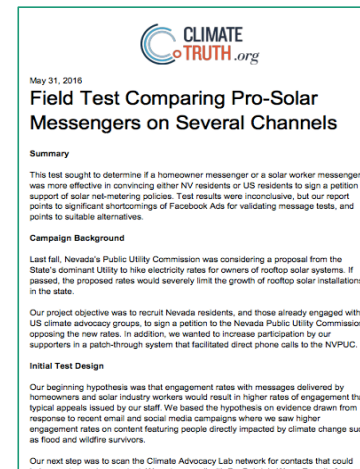 CLIMATE
TRUTH.org
May 31, 2016
Field Test Comparing Pro-Solar
Messengers on Several Channels
Summary
This test sought to determine if a homeowner messenger or a solar worker messenger
was more effective in convincing either NV residents or US residents to sign a petition
support of solar net-metering policies. Test results were inconclusive, but our report
points to significant shortcomings of Facebook Ads for validating message tests, and
points to suitable alternatives.
Campaign Background
Last fall, Nevada's Public Utility Commission was considering a proposal from the
State's dominant Utility to hike electricity rates for owners of rooftop solar systems. If
passed, the proposed rates would severely limit the growth of rooftop solar installations
in the state.
Our project objective was to recruit Nevada residents, and those already engaged with
US climate advocacy groups, to sign a petition to the Nevada Public Utility Commission
opposing the new rates. In addition, we wanted to increase participation by our
supporters in a patch-through system that facilitated direct phone calls to the NVPUC.
Initial Test Design
Our beginning hypothesis was that engagement rates with messages delivered by
homeowners and solar industry workers would result in higher rates of engagement tha
typical appeals issued by our staff. We based the hypothesis on evidence drawn from
response to recent email and social media campaigns where we saw higher
engagement rates on content featuring people directly impacted by climate change suc
as flood and wildfire survivors.
Our next step was to scan the Climate Advocacy Lab network for contacts that could